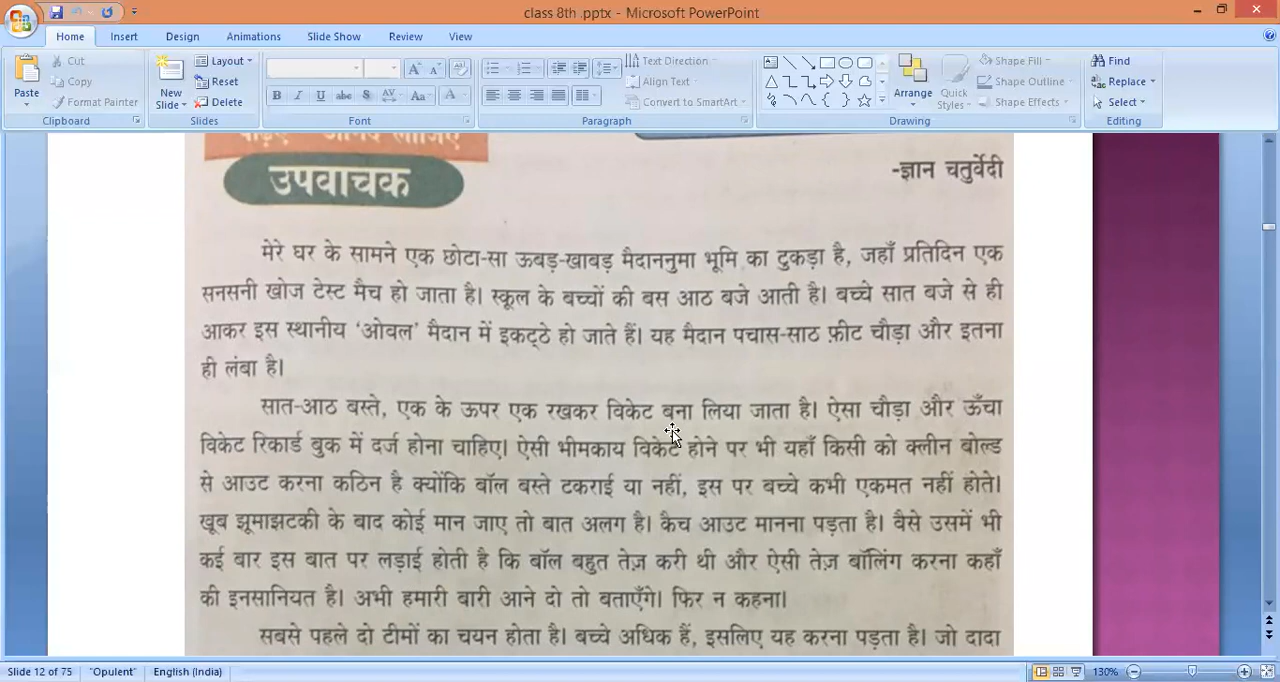 class 8th .pptx - Microsoft PowerPoint
Home Insert Design Animations Slide Show Review View
Cut Layout Text Direction Shape Fill Find
Copy Reset Align Text Shape Outline Replace
Paste Format Painter New Slide Delete B I U abc S AV Aa A Convert to SmartArt Arrange Quick Styles Shape Effects Select
Clipboard Slides Font Paragraph Drawing Editing
उपवाचक
-ज्ञान चतुर्वेदी
मेरे घर के सामने एक छोटा-सा ऊबड़-खाबड़ मैदाननुमा भूमि का टुकड़ा है, जहाँ प्रतिदिन एक
सनसनी खोज टेस्ट मैच हो जाता है। स्कूल के बच्चों की बस आठ बजे आती है। बच्चे सात बजे से ही
आकर इस स्थानीय ‘ओवल’ मैदान में इकट्ठे हो जाते हैं। यह मैदान पचास-साठ फ़ीट चौड़ा और इतना
ही लंबा है।
सात-आठ बस्ते, एक के ऊपर एक रखकर विकेट बना लिया जाता है। ऐसा चौड़ा और ऊँचा
विकेट रिकार्ड बुक में दर्ज होना चाहिए। ऐसी भीमकाय विकेट होने पर भी यहाँ किसी को क्लीन बोल्ड
से आउट करना कठिन है क्योंकि बॉल बस्ते टकराई या नहीं, इस पर बच्चे कभी एकमत नहीं होते।
खूब झूमाझटकी के बाद कोई मान जाए तो बात अलग है। कैच आउट मानना पड़ता है। वैसे उसमें भी
कई बार इस बात पर लड़ाई होती है कि बॉल बहुत तेज़ करी थी और ऐसी तेज़ बॉलिंग करना कहाँ
की इनसानियत है। अभी हमारी बारी आने दो तो बताएँगे। फिर न कहना।
सबसे पहले दो टीमों का चयन होता है। बच्चे अधिक हैं, इसलिए यह करना पड़ता है। जो दादा
Slide 12 of 75 "Opulent" English (India) 130%